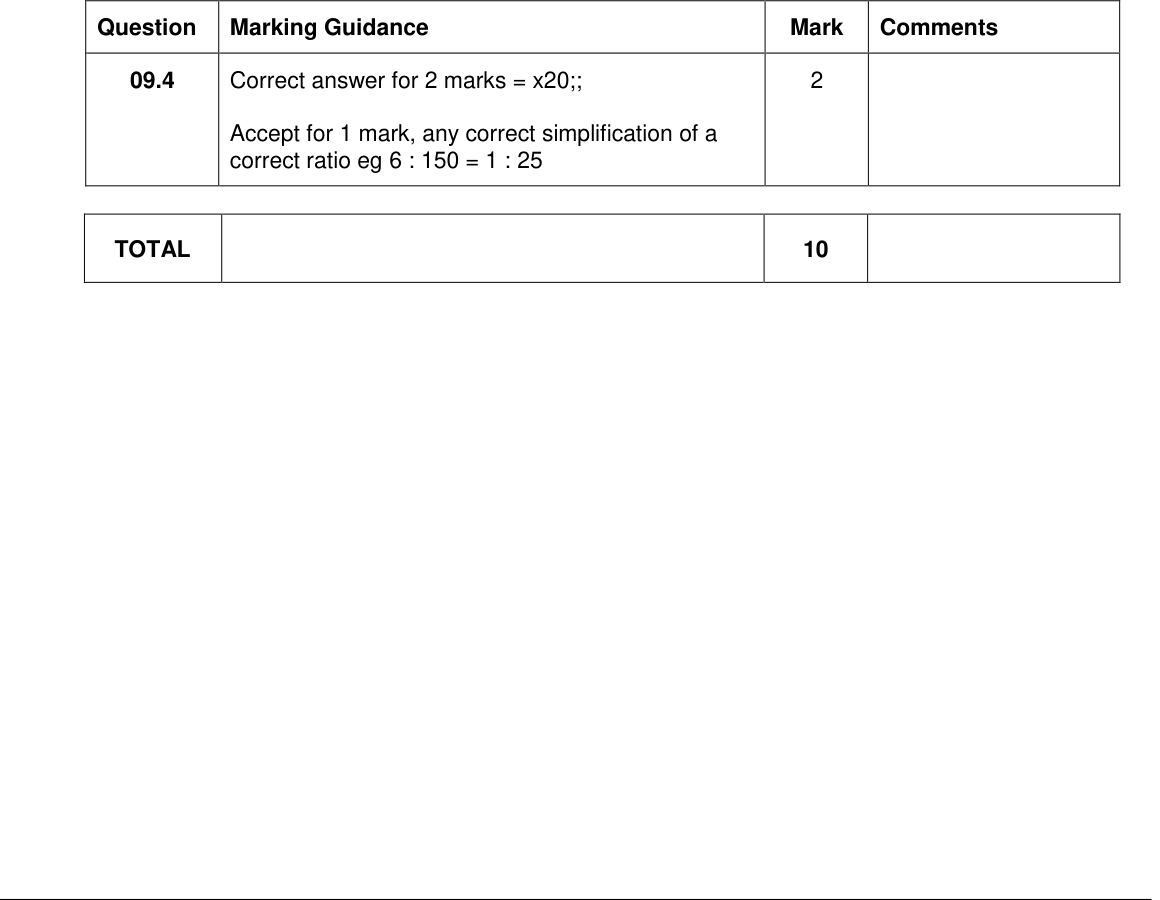 Question Marking Guidance Mark Comments
09.4 Correct answer for 2 marks = x20;; 2
Accept for 1 mark, any correct simplification of a
correct ratio eg 6 : 150 = 1 : 25
TOTAL 10